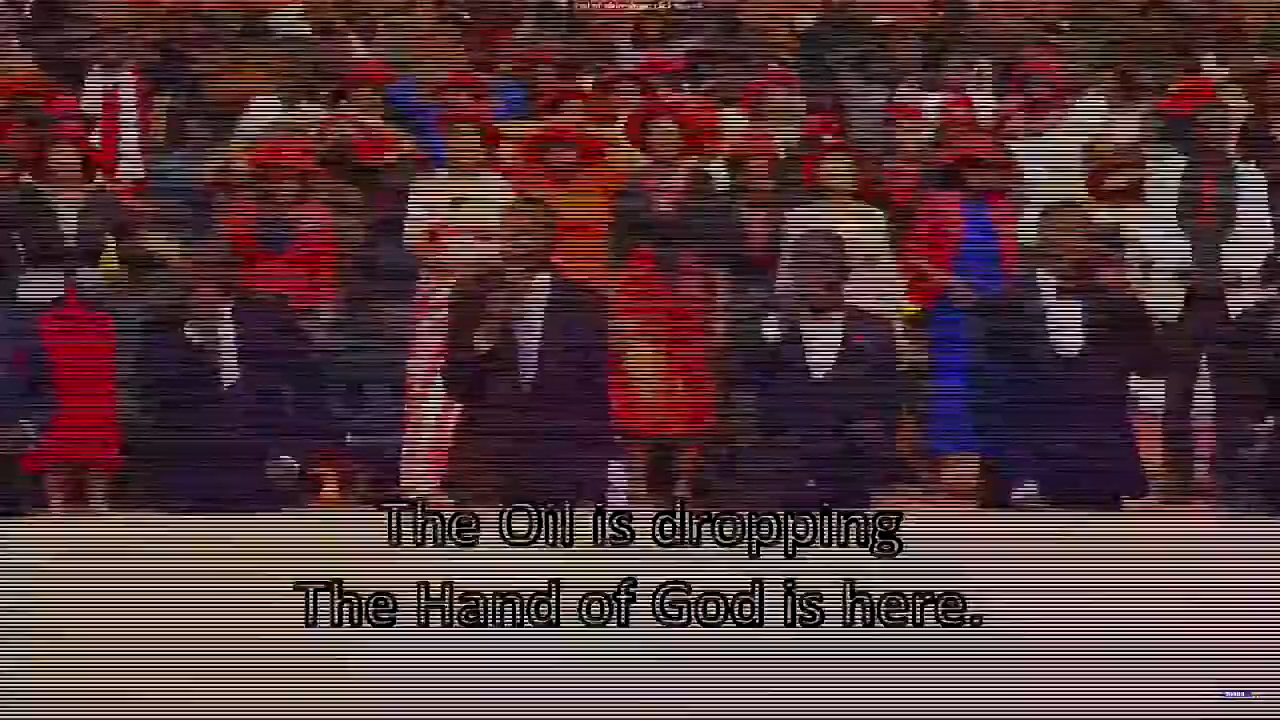 The Oil is dropping
The Hand of God is here.